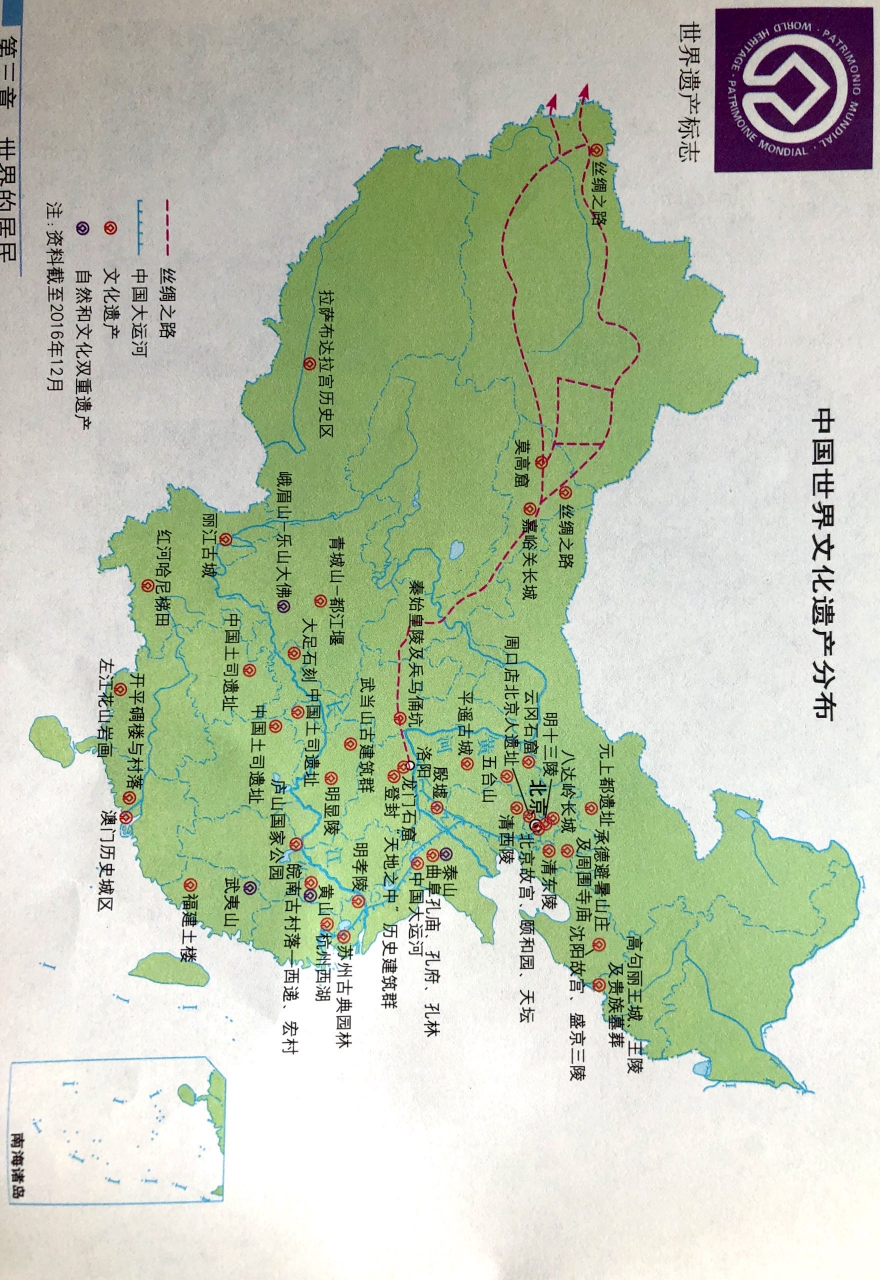 中国世界文化遗产分布
PATRIMONIO MUNDIAL · WORLD HERITAGE · PATRIMOINE MONDIAL ·
世界遗产标志
丝绸之路
丝绸之路
莫高窟
嘉峪关长城
元上都遗址
承德避暑山庄
及周围寺庙
高句丽王城、王陵
及贵族墓葬
沈阳故宫、盛京三陵
八达岭长城
明十三陵
云冈石窟
周口店北京人遗址
北京
清东陵
北京故宫、颐和园、天坛
清西陵
五台山
平遥古城
殷墟
泰山
曲阜孔庙、孔府、孔林
中国大运河
洛阳
龙门石窟
登封“天地之中”历史建筑群
秦始皇陵及兵马俑坑
武当山古建筑群
明显陵
明孝陵
苏州古典园林
杭州西湖
黄山
皖南古村落—西递、宏村
庐山国家公园
青城山-都江堰
峨眉山-乐山大佛
大足石刻
中国土司遗址
中国土司遗址
中国土司遗址
拉萨布达拉宫历史区
丽江古城
红河哈尼梯田
武夷山
福建土楼
开平碉楼与村落
左江花山岩画
澳门历史城区
丝绸之路
中国大运河
文化遗产
自然和文化双重遗产
注：资料截至2016年12月
南海诸岛
第三章 世界的居民